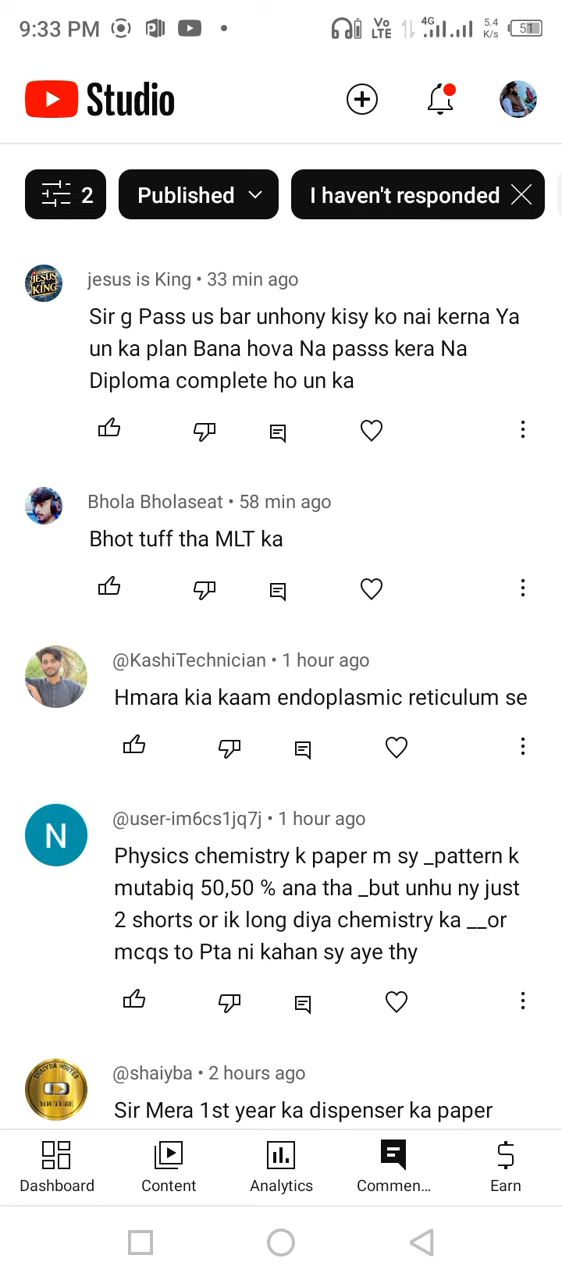 9:33 PM
Vo LTE 4G 5.4 K/s 51
Studio
2 Published I haven't responded
jesus is King • 33 min ago
Sir g Pass us bar unhony kisy ko nai kerna Ya
un ka plan Bana hova Na passs kera Na
Diploma complete ho un ka
Bhola Bholaseat • 58 min ago
Bhot tuff tha MLT ka
@KashiTechnician • 1 hour ago
Hmara kia kaam endoplasmic reticulum se
N
@user-im6cs1jq7j • 1 hour ago
Physics chemistry k paper m sy _pattern k
mutabiq 50,50 % ana tha _but unhu ny just
2 shorts or ik long diya chemistry ka __or
mcqs to Pta ni kahan sy aye thy
@shaiyba • 2 hours ago
Sir Mera 1st year ka dispenser ka paper
Dashboard Content Analytics Commen... Earn